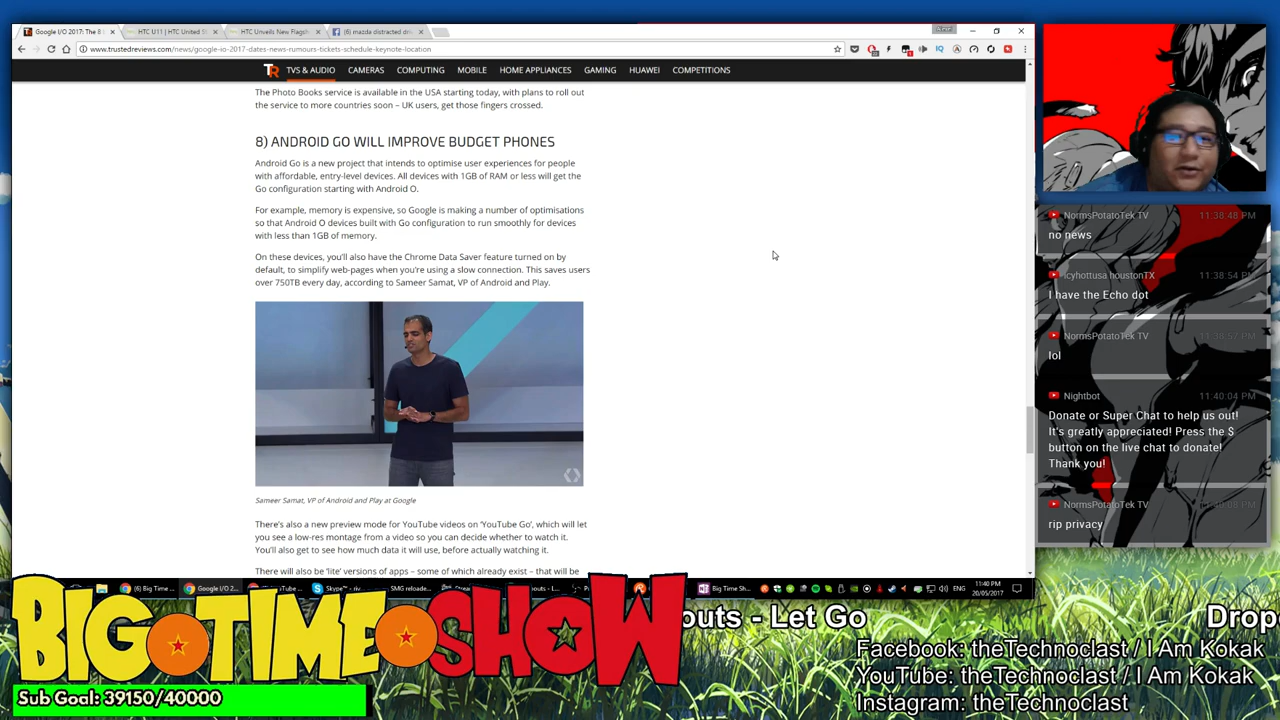 Google I/O 2017: The 8
HTC U11 | HTC United S
HTC Unveils New Flagsh
(6) mazda distracted dri
www.trustedreviews.com/news/google-io-2017-dates-news-rumours-tickets-schedule-keynote-location
TR TVS & AUDIO CAMERAS COMPUTING MOBILE HOME APPLIANCES GAMING HUAWEI COMPETITIONS
The Photo Books service is available in the USA starting today, with plans to roll out
the service to more countries soon – UK users, get those fingers crossed.
8) ANDROID GO WILL IMPROVE BUDGET PHONES
Android Go is a new project that intends to optimise user experiences for people
with affordable, entry-level devices. All devices with 1GB of RAM or less will get the
Go configuration starting with Android O.
For example, memory is expensive, so Google is making a number of optimisations
so that Android O devices built with Go configuration to run smoothly for devices
with less than 1GB of memory.
On these devices, you'll also have the Chrome Data Saver feature turned on by
default, to simplify web-pages when you're using a slow connection. This saves users
over 750TB every day, according to Sameer Samat, VP of Android and Play.
Sameer Samat, VP of Android and Play at Google
There's also a new preview mode for YouTube videos on 'YouTube Go', which will let
you see a low-res montage from a video so you can decide whether to watch it.
You'll also get to see how much data it will use, before actually watching it.
There will also be 'lite' versions of apps – some of which already exist – that will be
NormsPotatoTek TV 11:38:48 PM
no news
icyhottusa houstonTX 11:38:54 PM
I have the Echo dot
NormsPotatoTek TV 11:38:57 PM
lol
Nightbot 11:40:04 PM
Donate or Super Chat to help us out!
It's greatly appreciated! Press the $
button on the live chat to donate!
Thank you!
NormsPotatoTek TV 11:40:08 PM
rip privacy
(6) Big Time
Google I/O 2
YouTube
Skype™ - riv
SMG reloade
Big Time Sh
ENG
11:40 PM
20/05/2017
BIG TIME SHOW
outs - Let Go
Drop
Facebook: theTechnoclast / I Am Kokak
YouTube: theTechnoclast / I Am Kokak
Instagram: theTechnoclast
Sub Goal: 39150/40000